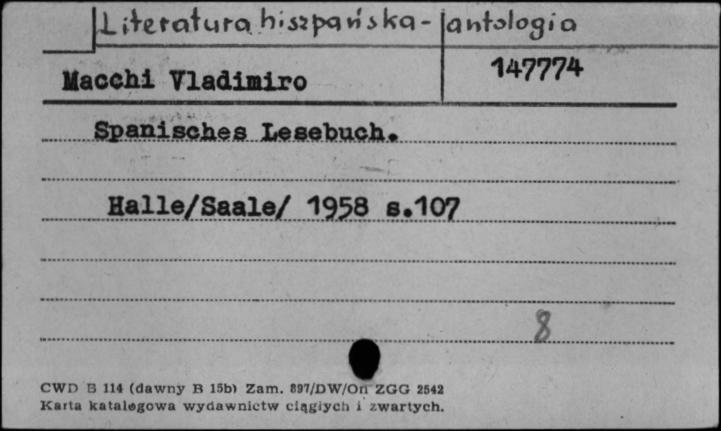 Literatura hiszpańska - antologia
Macchi Vladimiro 147774
Spanisches Lesebuch.
Halle/Saale/ 1958 s.107
8
CWD B 114 (dawny B 15b) Zam. 897/DW/On ZGG 2542
Karta katalogowa wydawnictw ciągłych i zwartych.